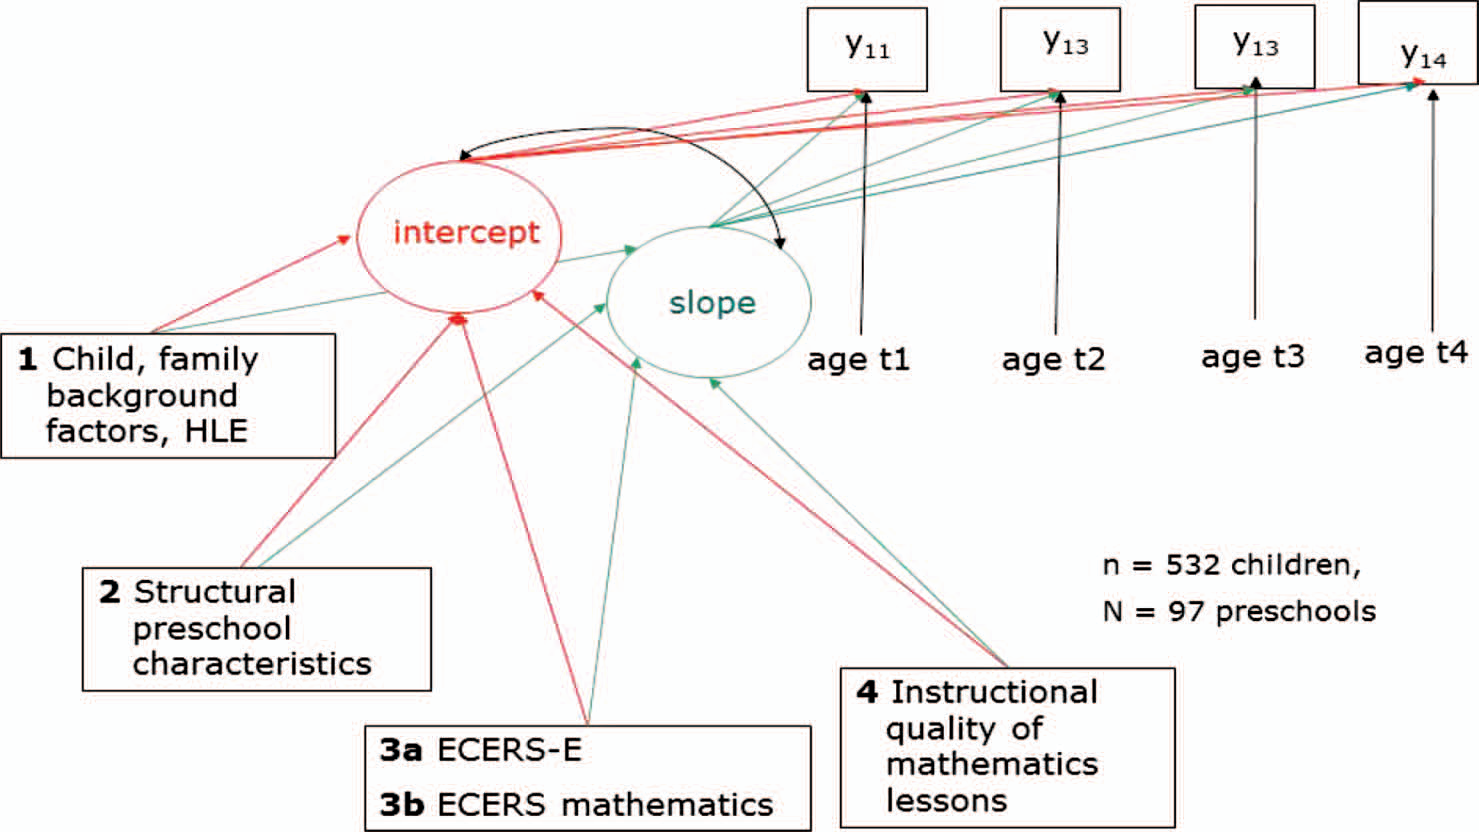 y11
y13
y13
y14
intercept
slope
age t1
age t2
age t3
age t4
1 Child, family
background
factors, HLE
2 Structural
preschool
characteristics
n = 532 children,
N = 97 preschools
3a ECERS-E
3b ECERS mathematics
4 Instructional
quality of
mathematics
lessons